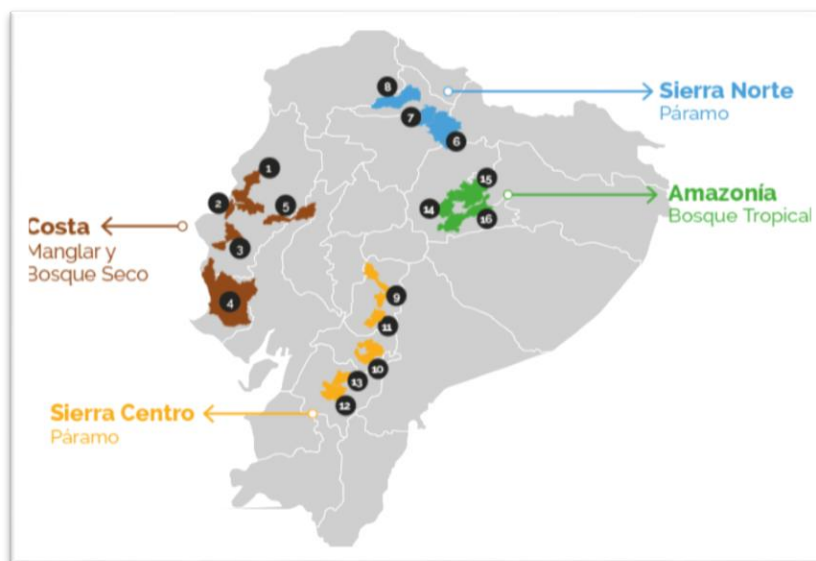 8
Sierra Norte
Páramo
7
6
1
15
Amazonía
Bosque Tropical
2
5
14
16
Costa
Manglar y
Bosque Seco
3
4
9
11
10
13
12
Sierra Centro
Páramo